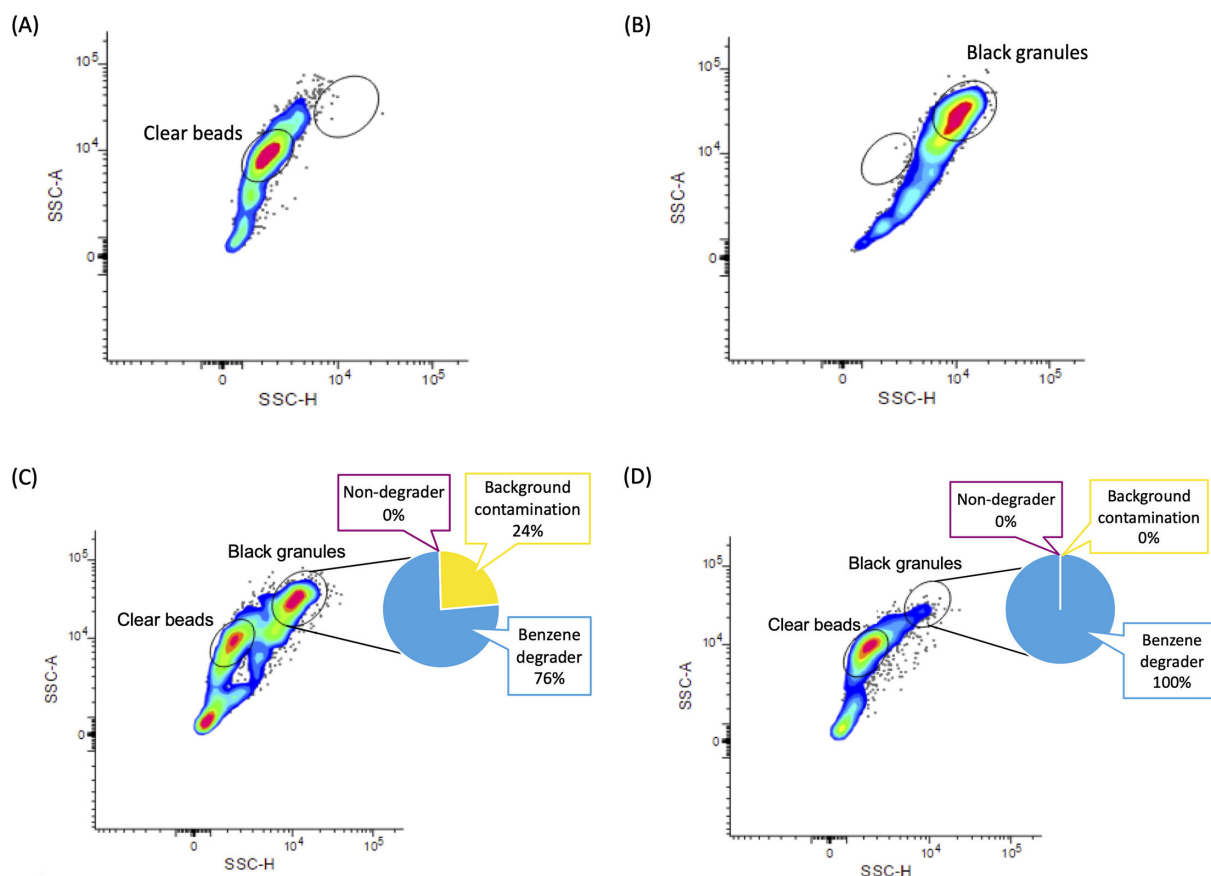 (A)
10⁵
10⁴
0
SSC-A
Clear beads
0
10⁴
10⁵
SSC-H
(B)
Black granules
10⁵
10⁴
0
SSC-A
0
10⁴
10⁵
SSC-H
(C)
Non-degrader
0%
Background
contamination
24%
Black granules
Clear beads
Benzene
degrader
76%
10⁵
10⁴
0
SSC-A
0
10⁴
10⁵
SSC-H
(D)
Non-degrader
0%
Background
contamination
0%
Black granules
Clear beads
Benzene
degrader
100%
10⁵
10⁴
0
SSC-A
0
10⁴
10⁵
SSC-H